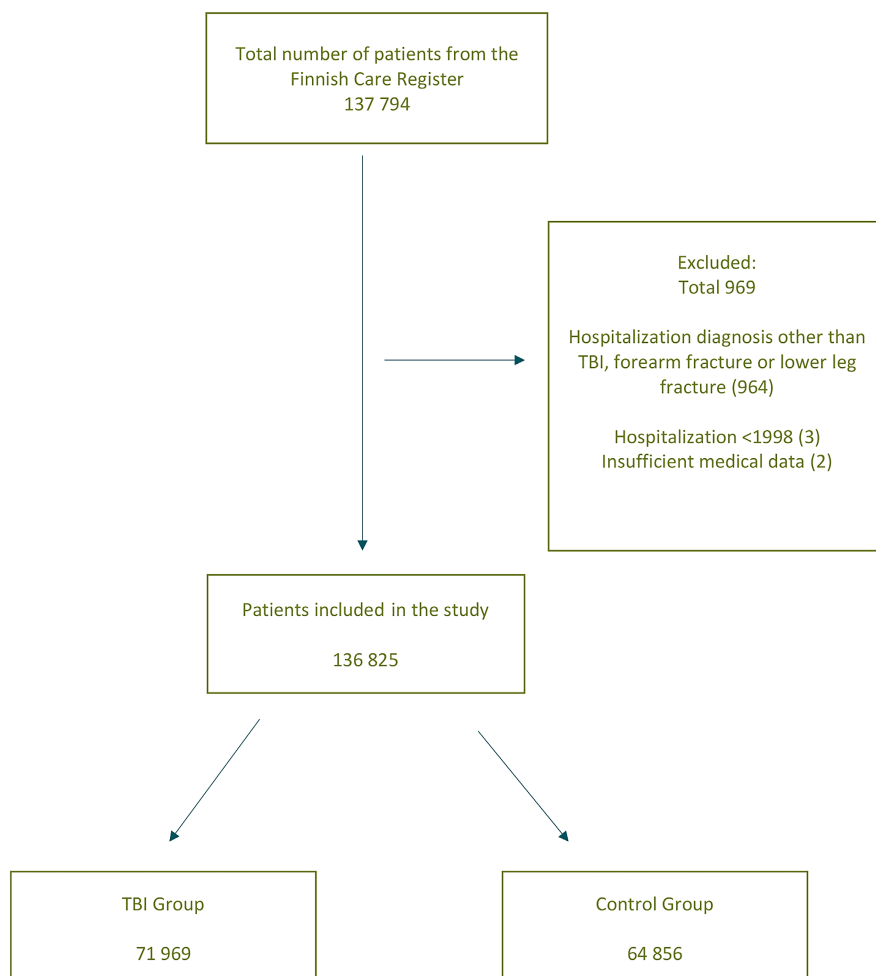 Total number of patients from the
Finnish Care Register
137 794
Excluded:
Total 969
Hospitalization diagnosis other than
TBI, forearm fracture or lower leg
fracture (964)
Hospitalization <1998 (3)
Insufficient medical data (2)
Patients included in the study
136 825
TBI Group
71 969
Control Group
64 856